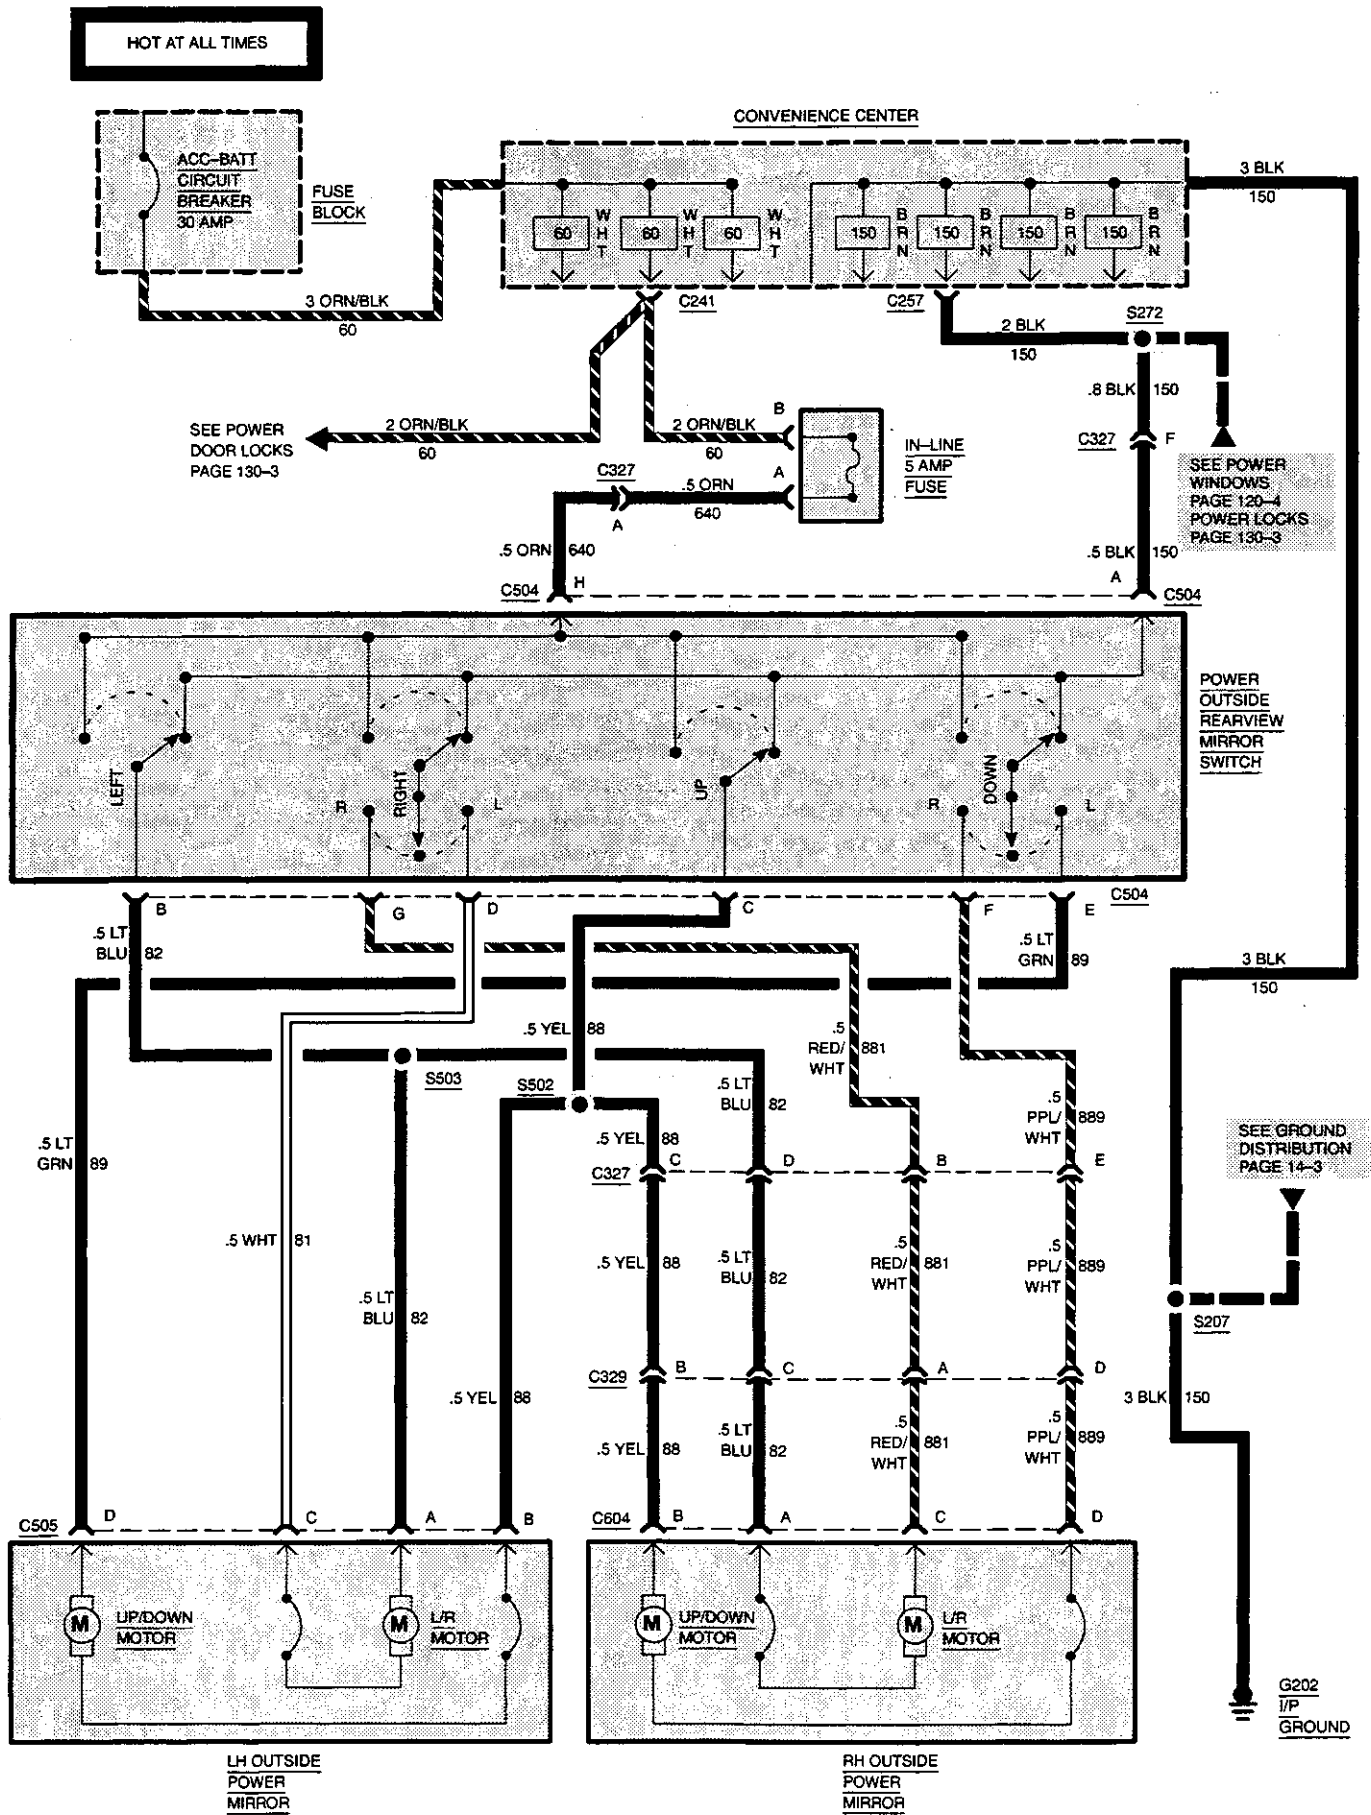 HOT AT ALL TIMES
CONVENIENCE CENTER
ACC-BATT
CIRCUIT
BREAKER
30 AMP
FUSE
BLOCK
3 BLK
150
60
WHT
60
WHT
60
WHT
150
BRN
150
BRN
150
BRN
150
BRN
3 ORN/BLK
60
C241
C257
S272
2 BLK
150
.8 BLK
150
SEE POWER
DOOR LOCKS
PAGE 130-3
2 ORN/BLK
60
2 ORN/BLK
60
B
A
IN-LINE
5 AMP
FUSE
C327
F
SEE POWER
WINDOWS
PAGE 120-4
POWER LOCKS
PAGE 130-3
C327
A
.5 ORN
640
.5 ORN
640
.5 BLK
150
C504
H
A
C504
POWER
OUTSIDE
REARVIEW
MIRROR
SWITCH
LEFT
RIGHT
UP
DOWN
R
L
R
L
C504
B
G
D
C
F
E
.5 LT
BLU
82
.5 LT
GRN
89
3 BLK
150
.5 YEL
88
.5
RED/
WHT
881
S503
S502
.5 LT
BLU
82
.5
PPL/
WHT
889
SEE GROUND
DISTRIBUTION
PAGE 14-3
.5 LT
GRN
89
.5 YEL
88
C327
C
D
B
E
.5 WHT
81
.5 YEL
88
.5 LT
BLU
82
.5
RED/
WHT
881
.5
PPL/
WHT
889
.5 LT
BLU
82
S207
C329
B
C
A
D
.5 YEL
88
3 BLK
150
.5 YEL
88
.5 LT
BLU
82
.5
RED/
WHT
881
.5
PPL/
WHT
889
C505
D
C
A
B
C604
B
A
C
D
M
UP/DOWN
MOTOR
M
L/R
MOTOR
M
UP/DOWN
MOTOR
M
L/R
MOTOR
G202
I/P
GROUND
LH OUTSIDE
POWER
MIRROR
RH OUTSIDE
POWER
MIRROR